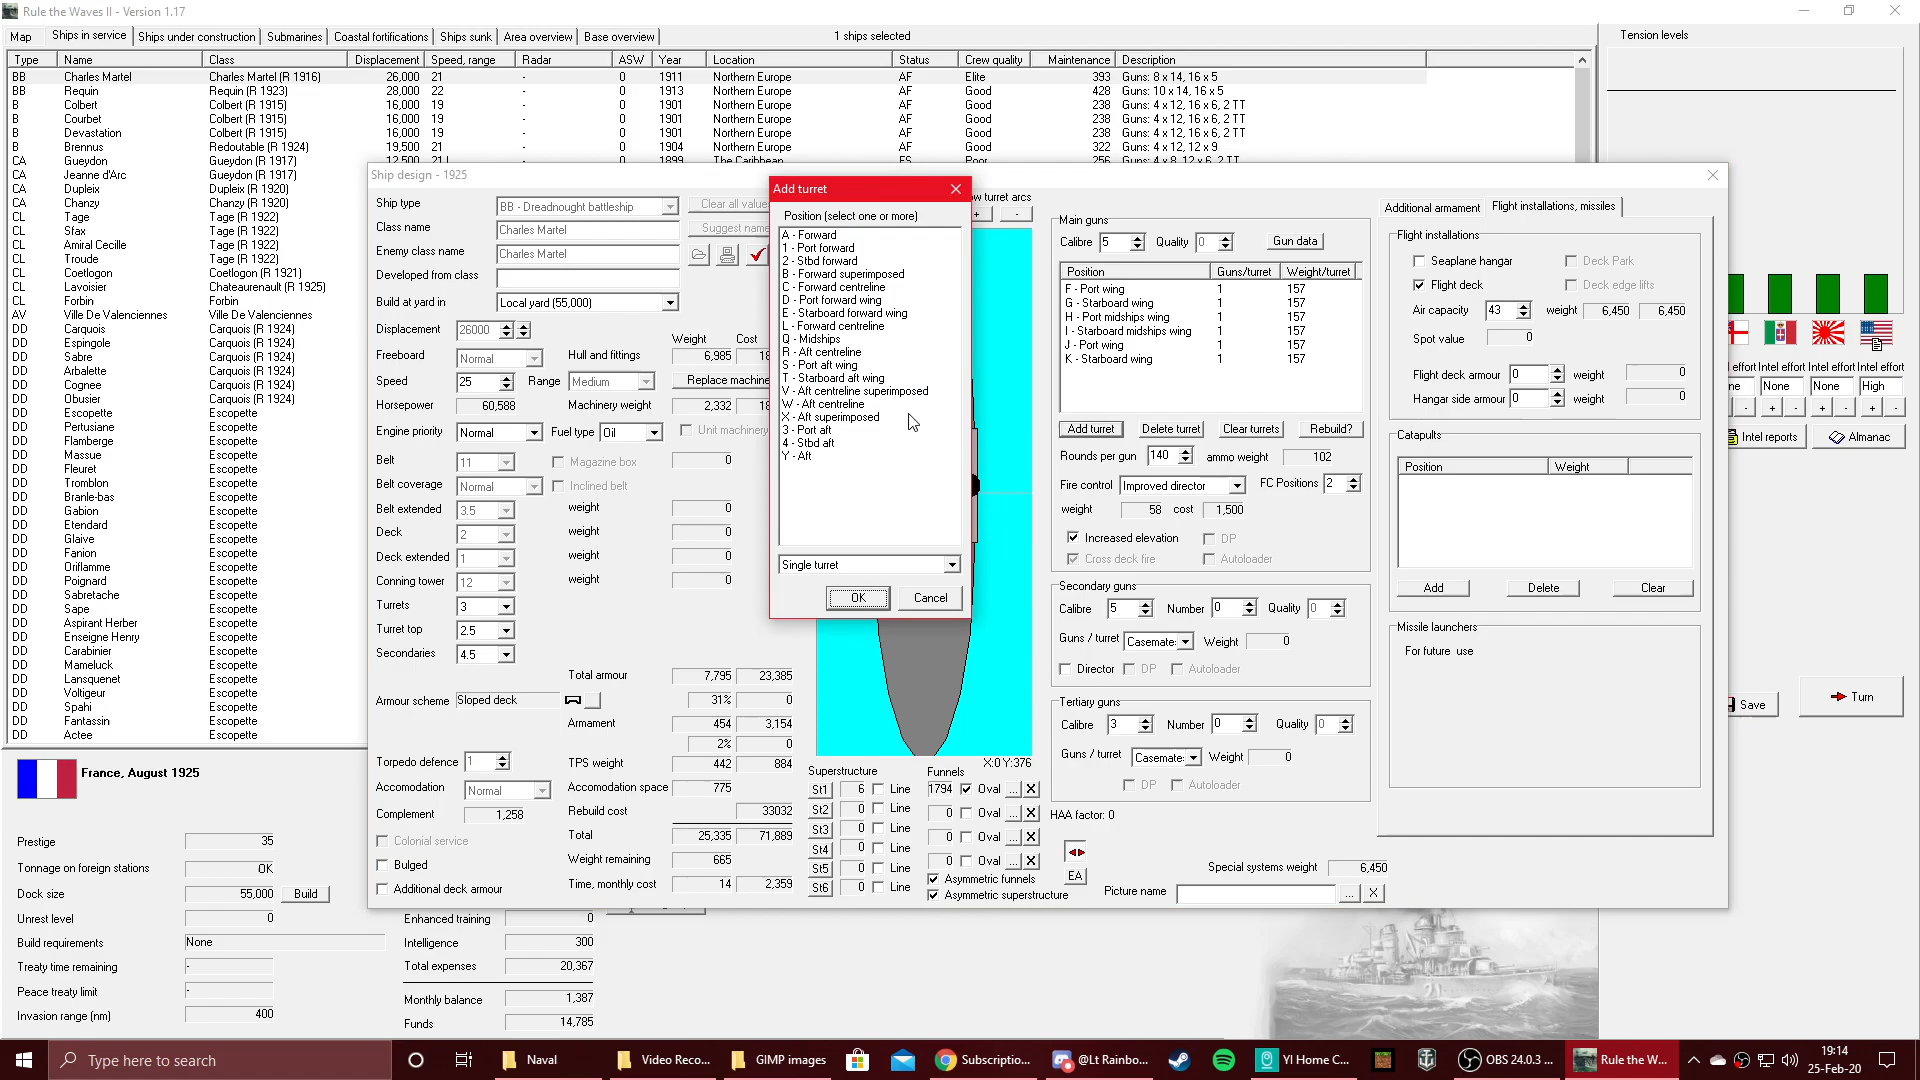 Rule the Waves II - Version 1.17
Map Ships in service Ships under construction Submarines Coastal fortifications Ships sunk Area overview Base overview 1 ships selected Tension levels
Type Name Class Displacement Speed, range Radar ASW Year Location Status Crew quality Maintenance Description
BB Charles Martel Charles Martel (R 1916) 26,000 21 - 0 1911 Northern Europe AF Elite 393 Guns: 8 x 14, 16 x 5
BB Requin Requin (R 1923) 28,000 22 - 0 1913 Northern Europe AF Good 428 Guns: 10 x 14, 16 x 5
B Colbert Colbert (R 1915) 16,000 19 - 0 1901 Northern Europe AF Good 238 Guns: 4 x 12, 16 x 6, 2 TT
B Courbet Colbert (R 1915) 16,000 19 - 0 1901 Northern Europe AF Good 238 Guns: 4 x 12, 16 x 6, 2 TT
B Devastation Colbert (R 1915) 16,000 19 - 0 1901 Northern Europe AF Good 238 Guns: 4 x 12, 16 x 6, 2 TT
B Brennus Redoutable (R 1924) 19,500 21 - 0 1904 Northern Europe AF Good 322 Guns: 4 x 12, 12 x 9
CA Gueydon Gueydon (R 1917) 12,500 21 L - 0 1899 The Caribbean FS Poor 256 Guns: 4 x 8, 12 x 6, 2 TT
CA Jeanne d'Arc Gueydon (R 1917)
CA Dupleix Dupleix (R 1920)
CA Chanzy Chanzy (R 1920)
CL Tage Tage (R 1922)
CL Sfax Tage (R 1922)
CL Amiral Cecille Tage (R 1922)
CL Troude Tage (R 1922)
CL Coetlogon Coetlogon (R 1921)
CL Lavoisier Chateaurenault (R 1925)
CL Forbin Forbin
AV Ville De Valenciennes Ville De Valenciennes
DD Carquois Carquois (R 1924)
DD Espingole Carquois (R 1924)
DD Sabre Carquois (R 1924)
DD Arbalette Carquois (R 1924)
DD Cognee Carquois (R 1924)
DD Obusier Carquois (R 1924)
DD Escopette Escopette
DD Pertusiane Escopette
DD Flamberge Escopette
DD Massue Escopette
DD Fleuret Escopette
DD Tromblon Escopette
DD Branle-bas Escopette
DD Gabion Escopette
DD Etendard Escopette
DD Glaive Escopette
DD Fanion Escopette
DD Oriflamme Escopette
DD Poignard Escopette
DD Sabretache Escopette
DD Sape Escopette
DD Aspirant Herber Escopette
DD Enseigne Henry Escopette
DD Carabinier Escopette
DD Mameluck Escopette
DD Lansquenet Escopette
DD Voltigeur Escopette
DD Spahi Escopette
DD Fantassin Escopette
DD Actee Escopette
Ship design - 1925
Ship type BB - Dreadnought battleship Clear all value
Class name Charles Martel Suggest name
Enemy class name Charles Martel
Developed from class
Build at yard in Local yard (55,000)
Displacement 26000 Weight Cost
Freeboard Normal Hull and fittings 6,985 18
Speed 25 Range Medium Replace machine
Horsepower 60,588 Machinery weight 2,332 18
Engine priority Normal Fuel type Oil Unit machinery
Belt 11 Magazine box 0
Belt coverage Normal Inclined belt
Belt extended 3.5 weight 0
Deck 2 weight 0
Deck extended 1 weight 0
Conning tower 12 weight 0
Turrets 3
Turret top 2.5
Secondaries 4.5
Total armour 7,795 23,385
Armour scheme Sloped deck 31% 0
Armament 454 3,154
2% 0
Torpedo defence 1 TPS weight 442 884
Accomodation Normal Accomodation space 775
Complement 1,258 Rebuild cost 33032
Colonial service Total 25,335 71,889
Bulged Weight remaining 665
Additional deck armour Time, monthly cost 14 2,359
Add turret
Position (select one or more)
A - Forward
1 - Port forward
2 - Stbd forward
B - Forward superimposed
C - Forward centreline
D - Port forward wing
E - Starboard forward wing
L - Forward centreline
Q - Midships
R - Aft centreline
S - Port aft wing
T - Starboard aft wing
V - Aft centreline superimposed
W - Aft centreline
X - Aft superimposed
3 - Port aft
4 - Stbd aft
Y - Aft
Single turret
OK Cancel
ow turret arcs
+ -
X:0 Y:376
Superstructure Funnels
St1 6 Line 1794 Oval ... X
St2 0 Line 0 Oval ... X
St3 0 Line 0 Oval ... X
St4 0 Line 0 Oval ... X
St5 0 Line Asymmetric funnels
St6 0 Line Asymmetric superstructure
Main guns
Calibre 5 Quality 0 Gun data
Position Guns/turret Weight/turret
F - Port wing 1 157
G - Starboard wing 1 157
H - Port midships wing 1 157
I - Starboard midships wing 1 157
J - Port wing 1 157
K - Starboard wing 1 157
Add turret Delete turret Clear turrets Rebuild?
Rounds per gun 140 ammo weight 102
Fire control Improved director FC Positions 2
weight 58 cost 1,500
Increased elevation DP
Cross deck fire Autoloader
Secondary guns
Calibre 5 Number 0 Quality 0
Guns / turret Casemate: Weight 0
Director DP Autoloader
Tertiary guns
Calibre 3 Number 0 Quality 0
Guns / turret Casemate: Weight 0
DP Autoloader
HAA factor: 0
EA
Special systems weight 6,450
Picture name ... X
Additional armament Flight installations, missiles
Flight installations
Seaplane hangar Deck Park
Flight deck Deck edge lifts
Air capacity 43 weight 6,450 6,450
Spot value 0
Flight deck armour 0 weight 0
Hangar side armour 0 weight 0
Catapults
Position Weight
Add Delete Clear
Missile launchers
For future use
effort Intel effort Intel effort Intel effort
ne None None High
- + - + - + -
Intel reports Almanac
Save Turn
France, August 1925
Prestige 35
Tonnage on foreign stations OK
Dock size 55,000 Build
Unrest level 0
Build requirements None
Treaty time remaining -
Peace treaty limit -
Invasion range (nm) 400
Enhanced training 0
Intelligence 300
Total expenses 20,367
Monthly balance 1,387
Funds 14,785
Type here to search Naval Video Reco... GIMP images Subscriptio... @Lt Rainbo... YI Home C... OBS 24.0.3 ... Rule the W... 19:14
25-Feb-20